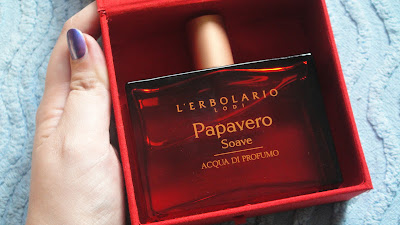 L'ERBOLARIO
LODI
Papavero
Soave
ACQUA DI PROFUMO